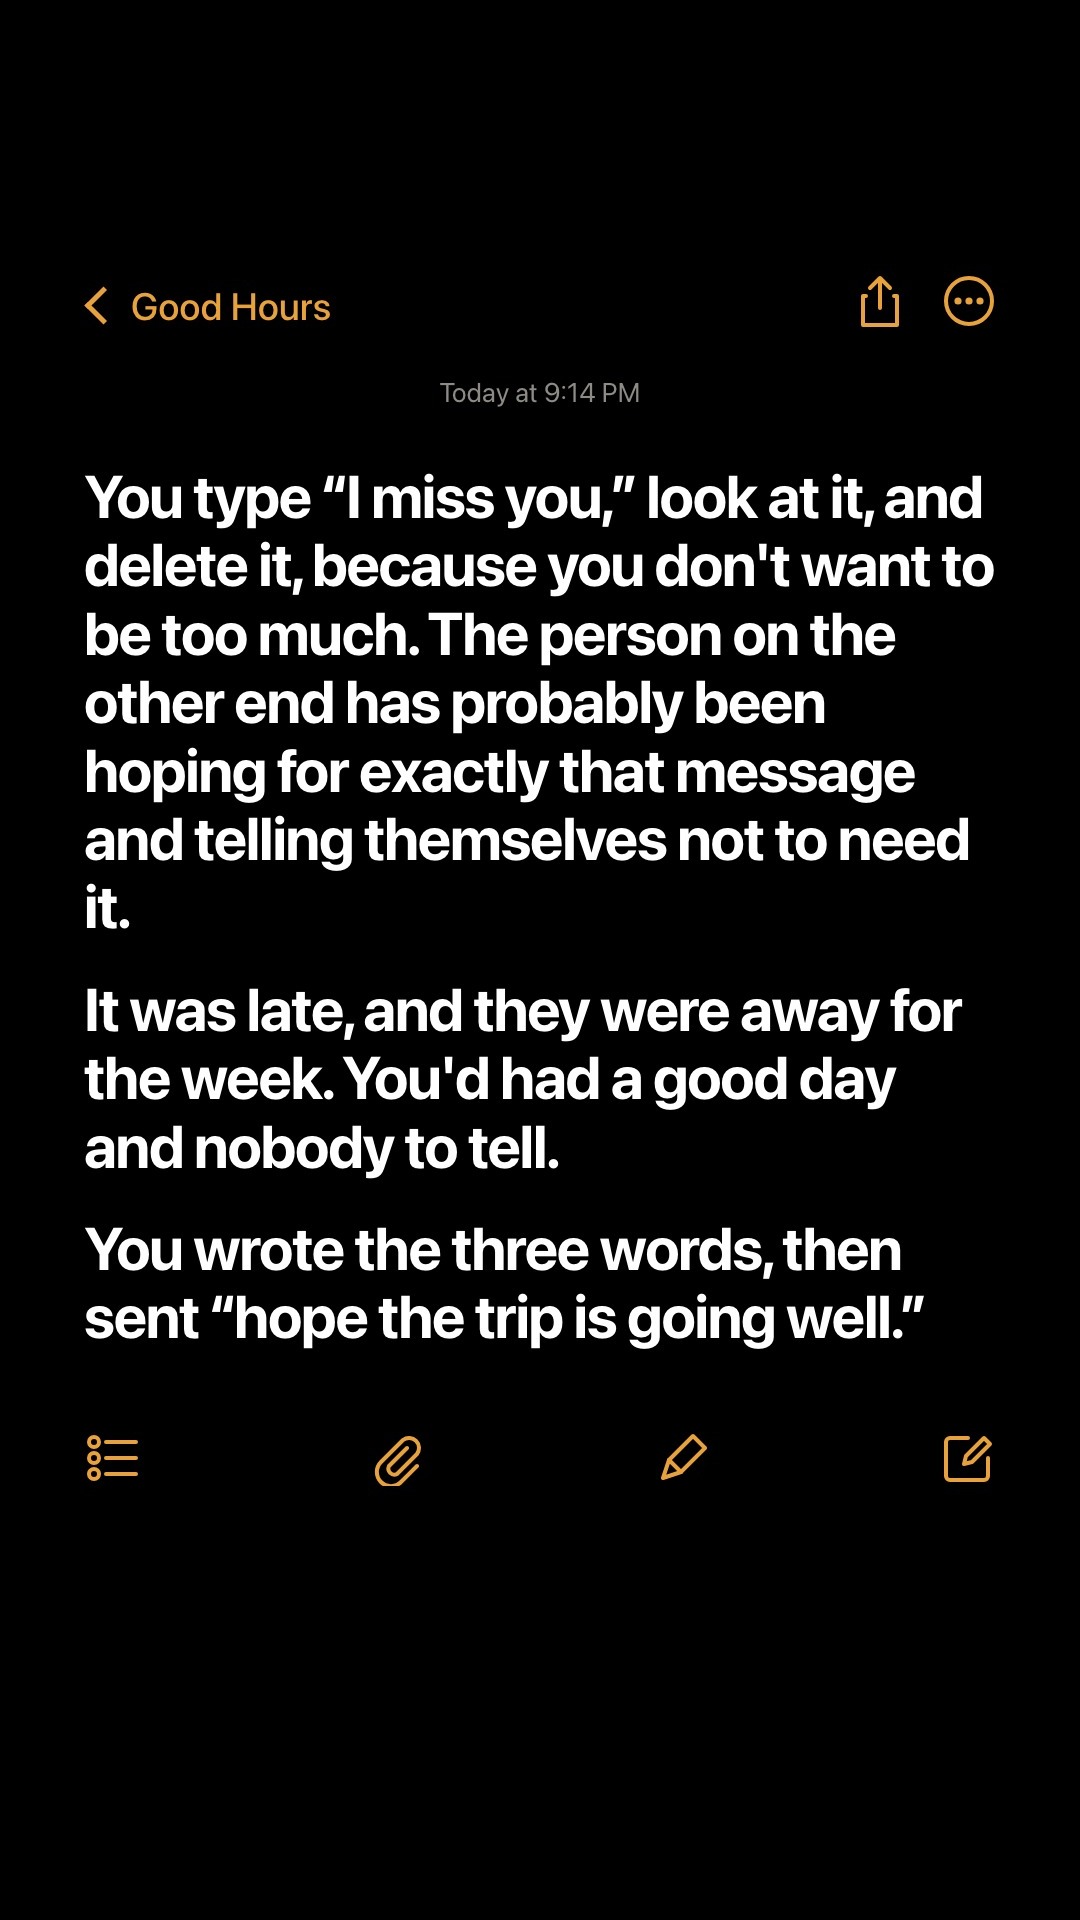 Good Hours
Today at 9:14 PM
You type “I miss you,” look at it, and
delete it, because you don't want to
be too much. The person on the
other end has probably been
hoping for exactly that message
and telling themselves not to need
it.
It was late, and they were away for
the week. You'd had a good day
and nobody to tell.
You wrote the three words, then
sent “hope the trip is going well.”